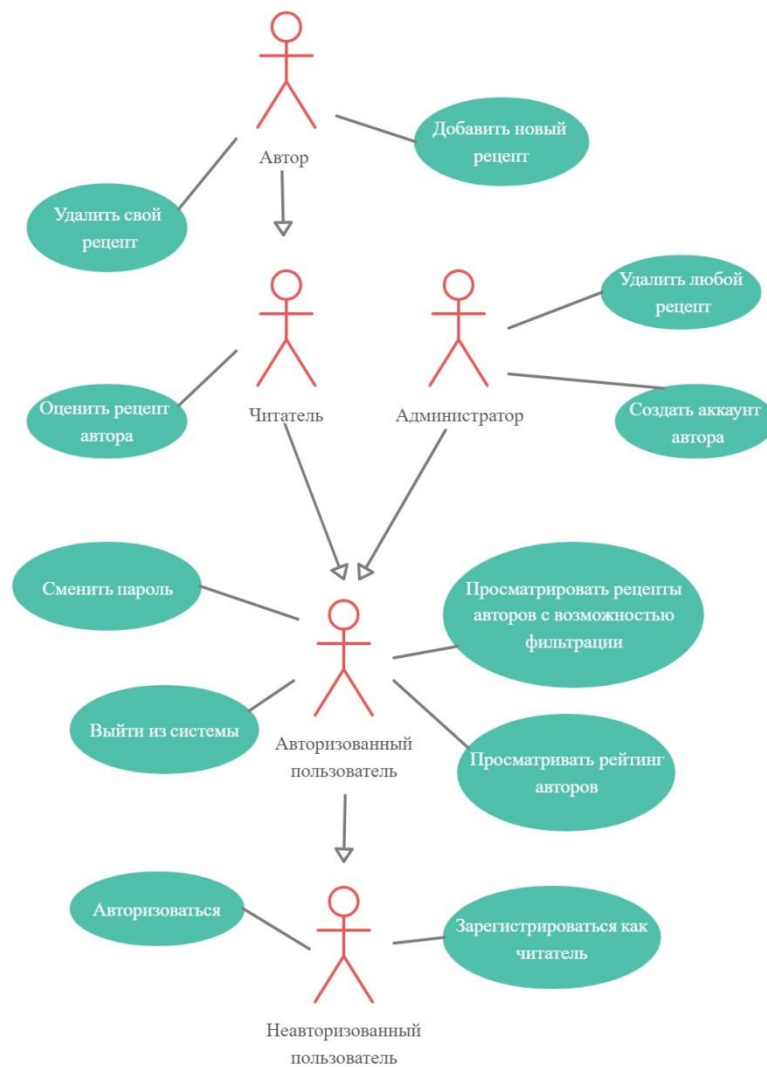 Добавить новый
рецепт
Автор
Удалить свой
рецепт
Удалить любой
рецепт
Оценить рецепт
автора
Читатель
Администратор
Создать аккаунт
автора
Сменить пароль
Просматрировать рецепты
авторов с возможностью
фильтрации
Выйти из системы
Авторизованный
пользователь
Просматривать рейтинг
авторов
Авторизоваться
Зарегистрироваться как
читатель
Неавторизованный
пользователь